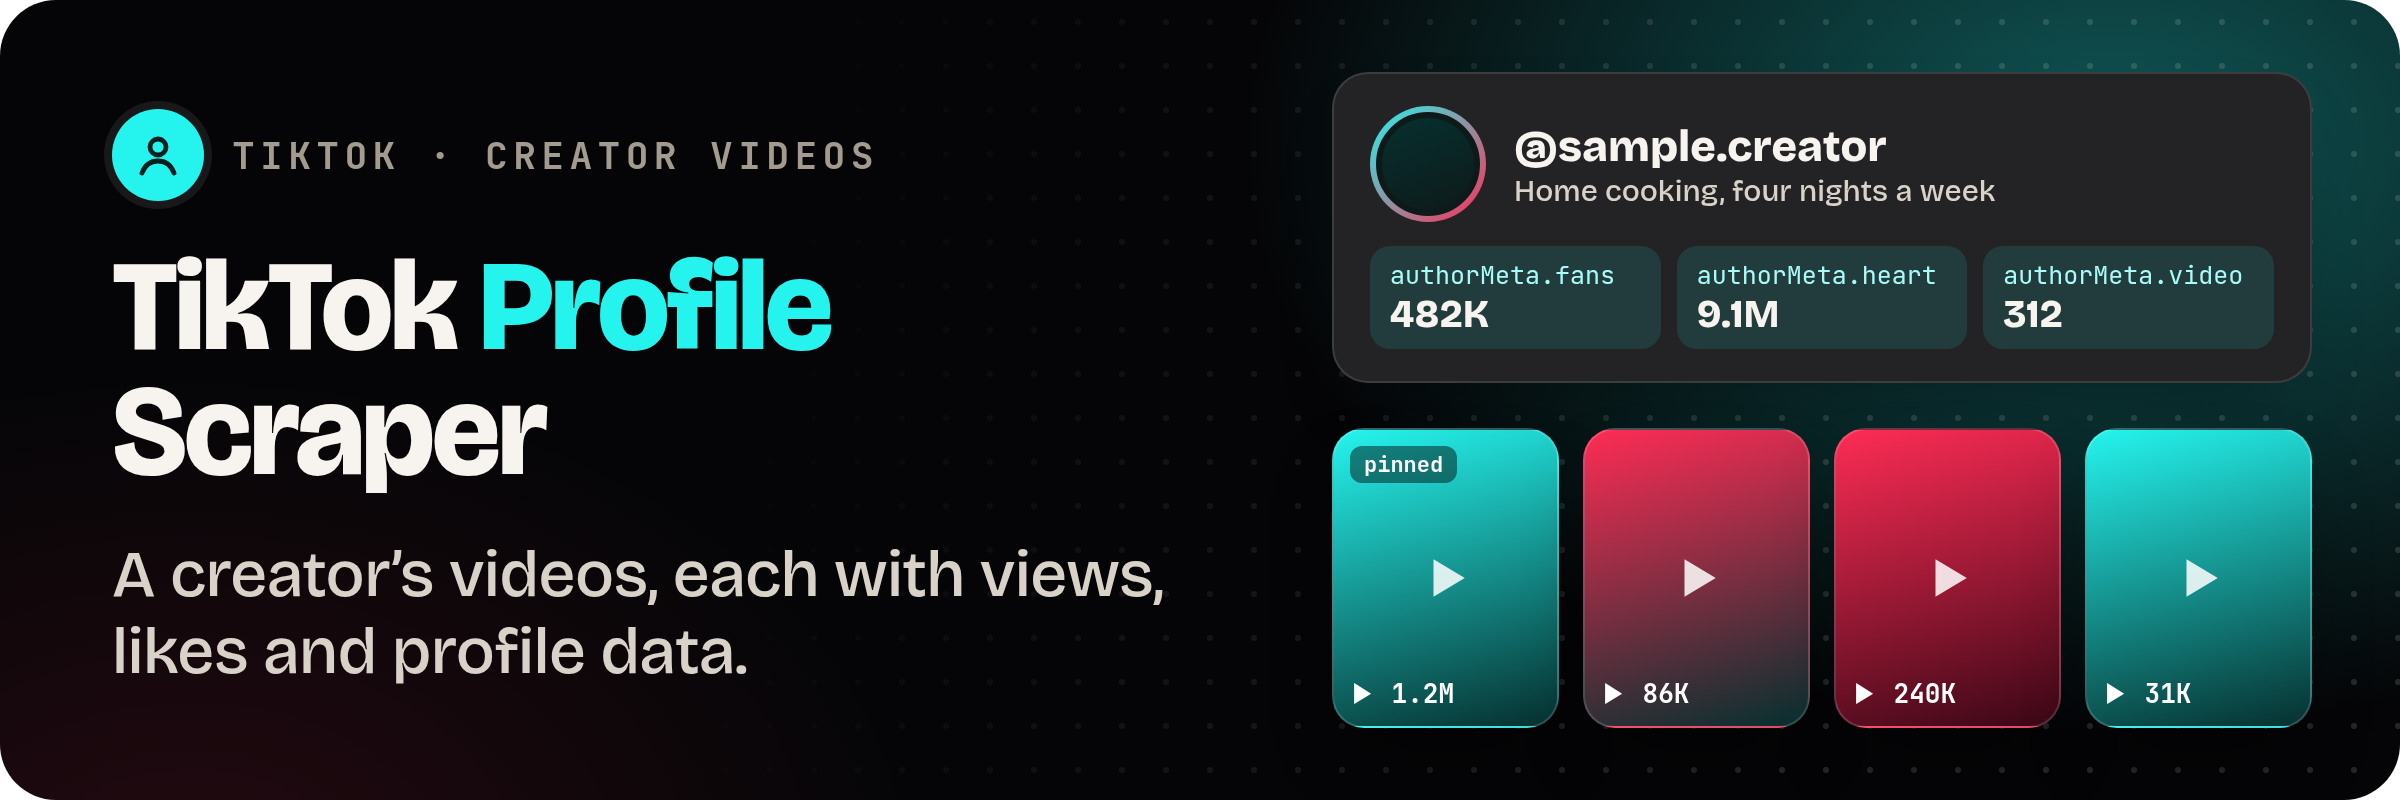 TIKTOK · CREATOR VIDEOS
TikTok Profile
Scraper
A creator’s videos, each with views,
likes and profile data.
@sample.creator
Home cooking, four nights a week
authorMeta.fans
482K
authorMeta.heart
9.1M
authorMeta.video
312
pinned
1.2M
86K
240K
31K